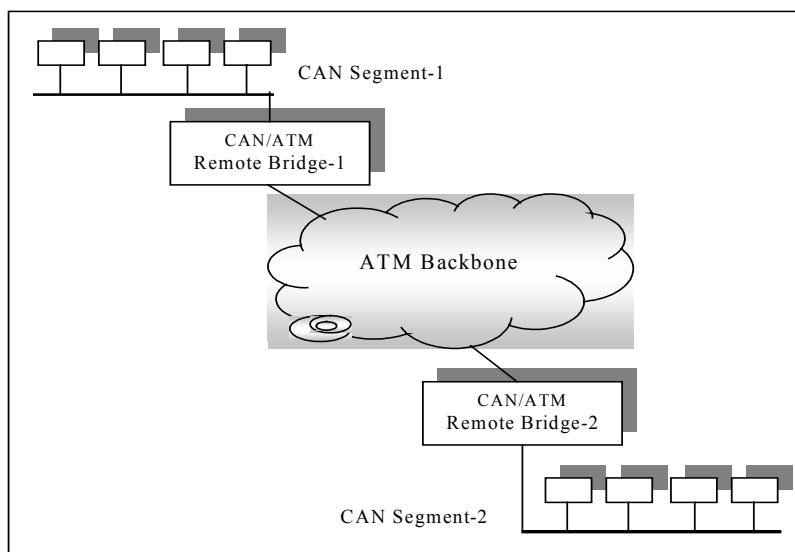 CAN Segment-1
CAN/ATM
Remote Bridge-1
ATM Backbone
CAN/ATM
Remote Bridge-2
CAN Segment-2